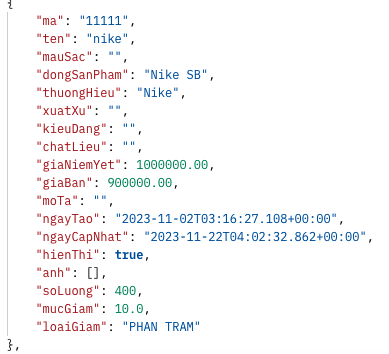 {
"ma": "11111",
"ten": "nike",
"mauSac": "",
"dongSanPham": "Nike SB",
"thuongHieu": "Nike",
"xuatXu": "",
"kieuDang": "",
"chatLieu": "",
"giaNiemYet": 1000000.00,
"giaBan": 900000.00,
"moTa": "",
"ngayTao": "2023-11-02T03:16:27.108+00:00",
"ngayCapNhat": "2023-11-22T04:02:32.862+00:00",
"hienThi": true,
"anh": [],
"soLuong": 400,
"mucGiam": 10.0,
"loaiGiam": "PHAN TRAM"
},